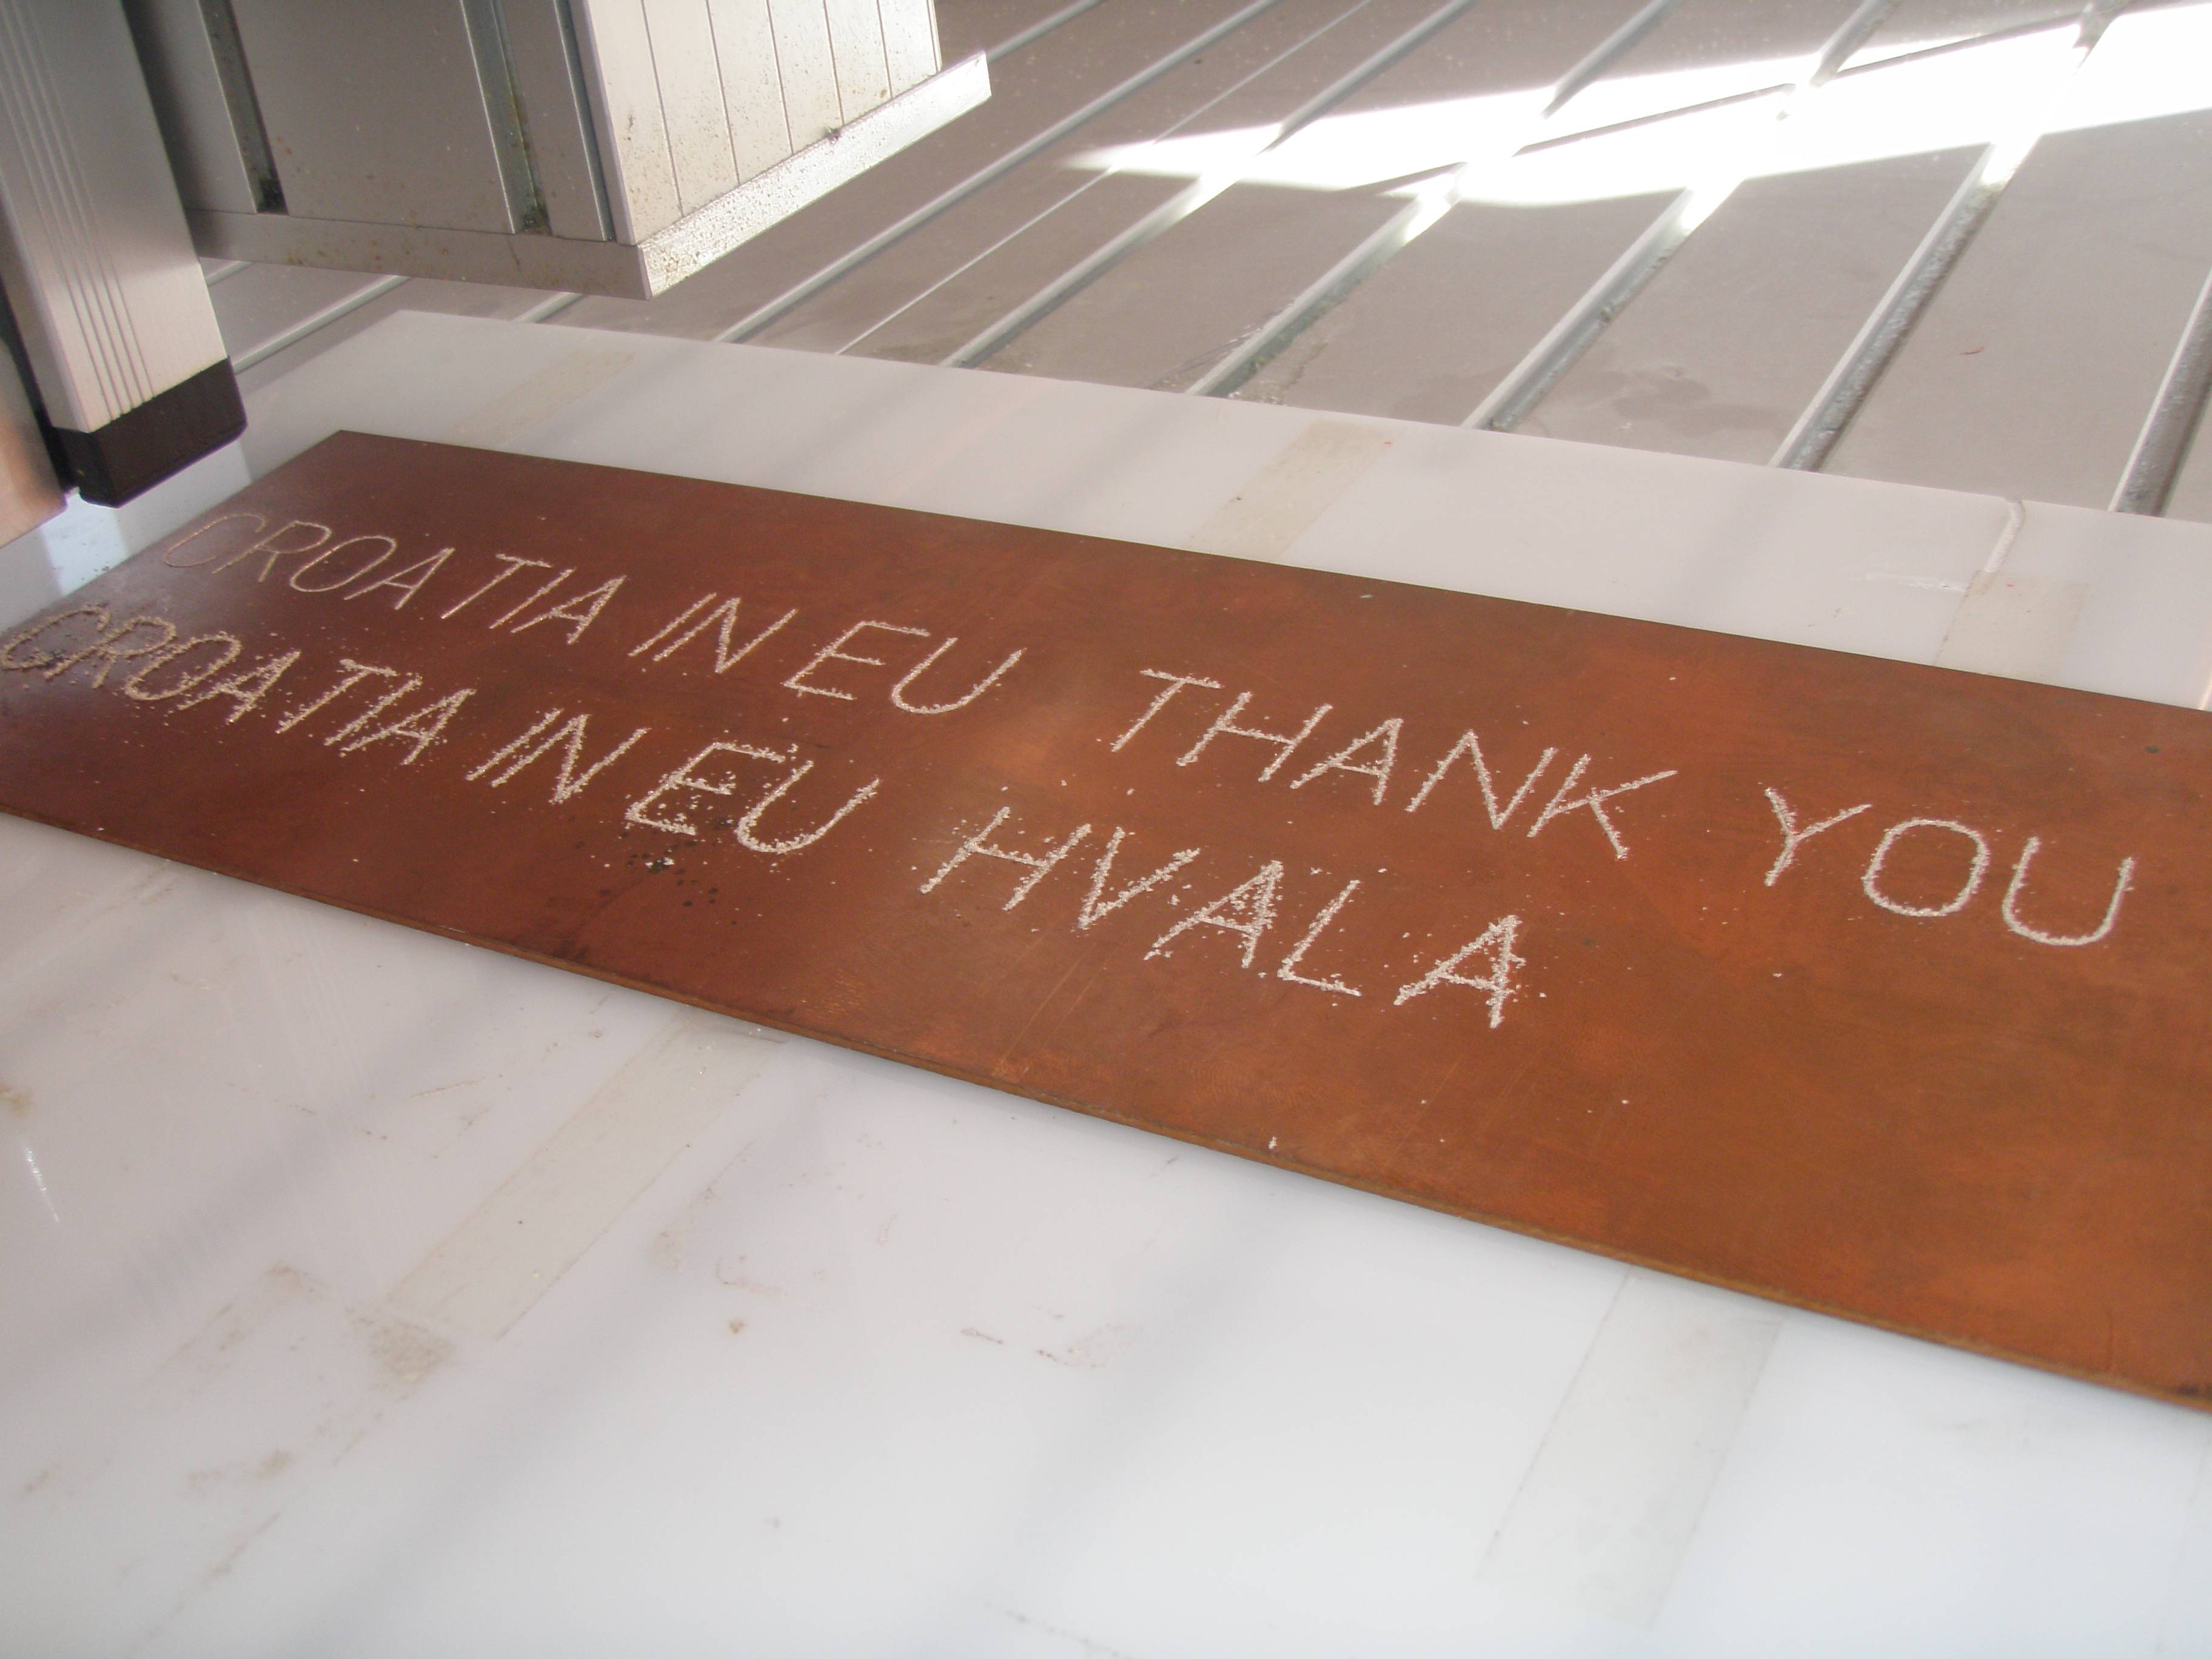 CROATIA IN EU THANK YOU
CROATIA IN EU HVALA